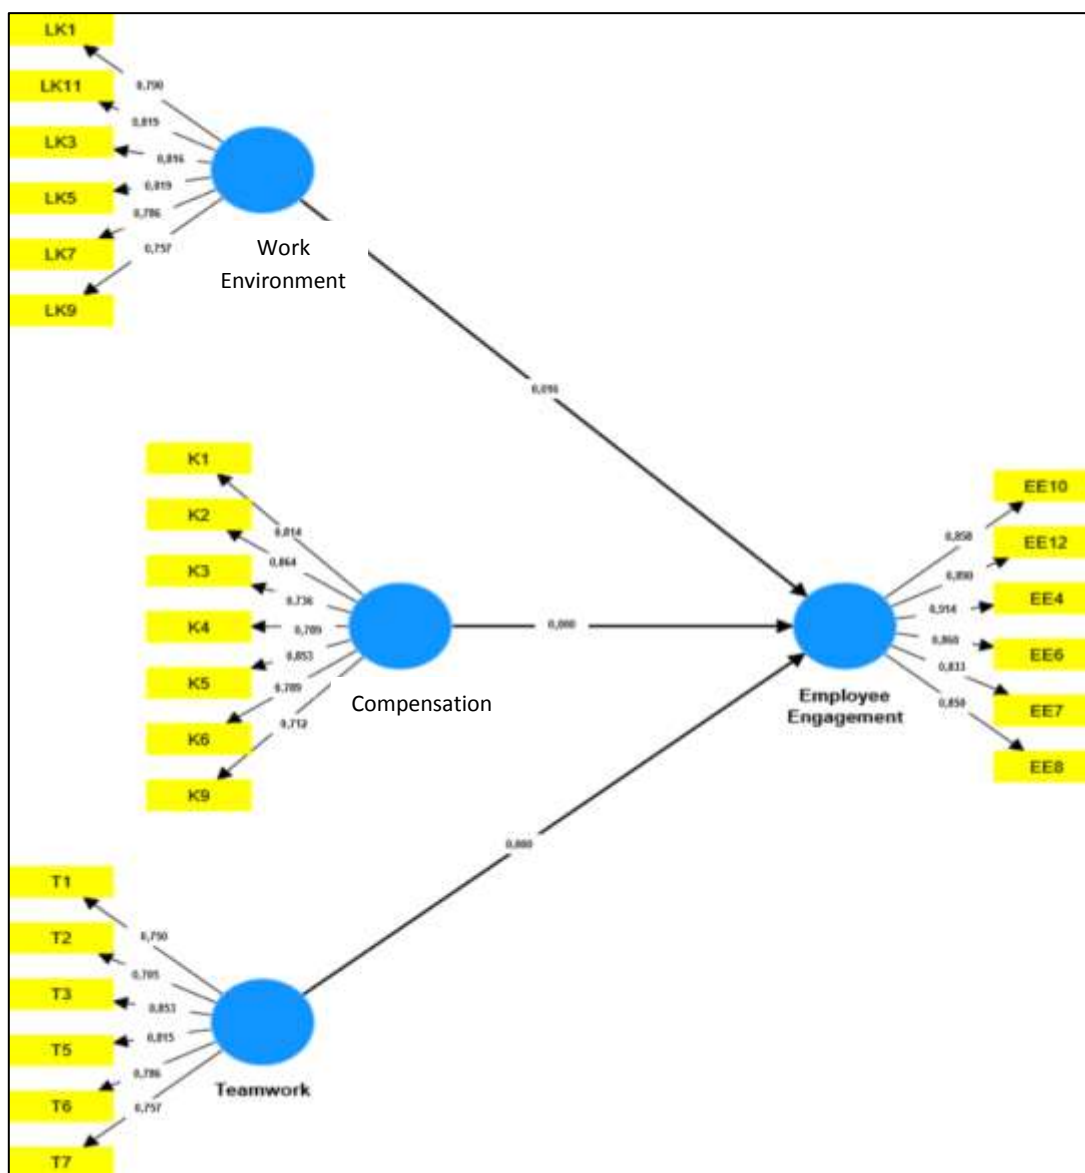 LK1
LK11
LK3
LK5
LK7
LK9
0,790
0,819
0,816
0,819
0,786
0,757
Work
Environment
0,096
K1
K2
K3
K4
K5
K6
K9
0,814
0,864
0,736
0,789
0,853
0,789
0,712
Compensation
0,000
EE10
EE12
EE4
EE6
EE7
EE8
0,858
0,890
0,914
0,860
0,833
0,850
Employee
Engagement
0,000
T1
T2
T3
T5
T6
T7
0,750
0,785
0,853
0,815
0,786
0,757
Teamwork